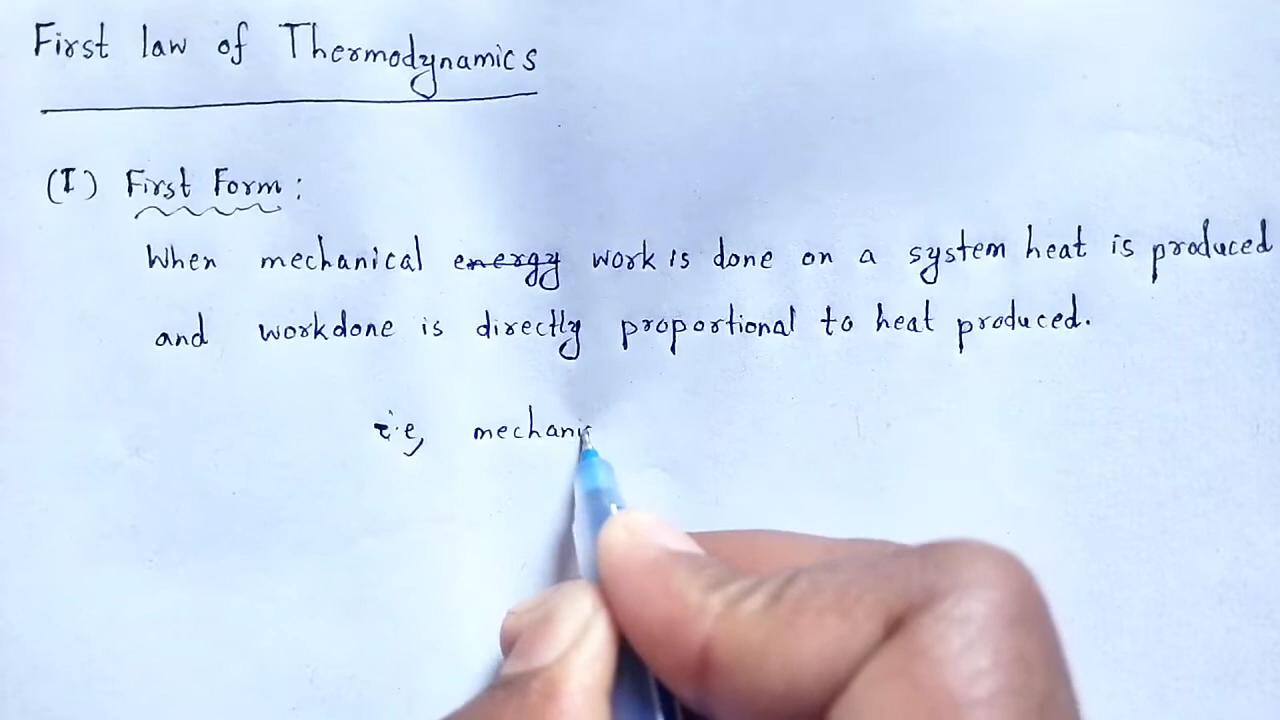 First law of Thermodynamics
(I) First Form:
When mechanical energy work is done on a system heat is produced
and workdone is directly proportional to heat produced.
i.e, mechani